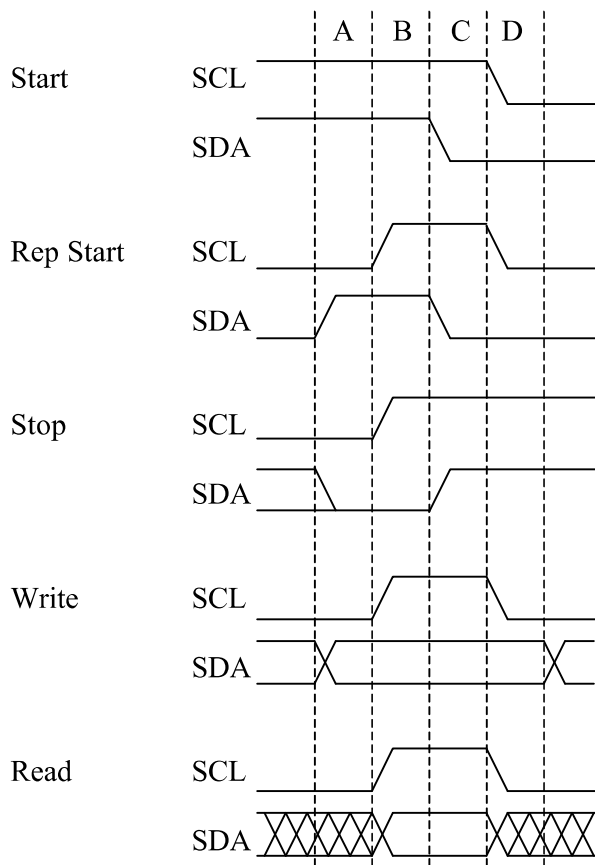 A B C D
Start SCL
SDA
Rep Start SCL
SDA
Stop SCL
SDA
Write SCL
SDA
Read SCL
SDA